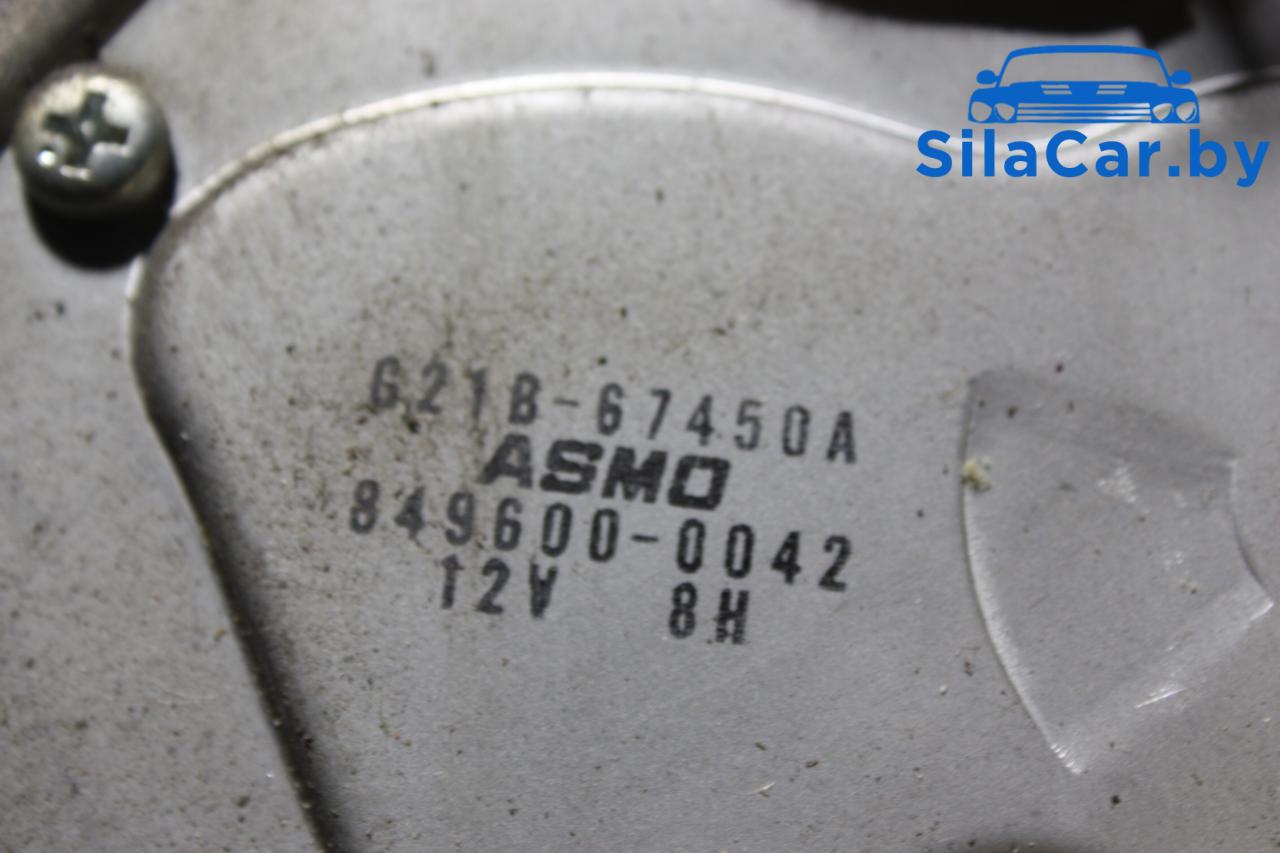 SilaCar.by
G21B-67450A
ASMO
849600-0042
12V 8H